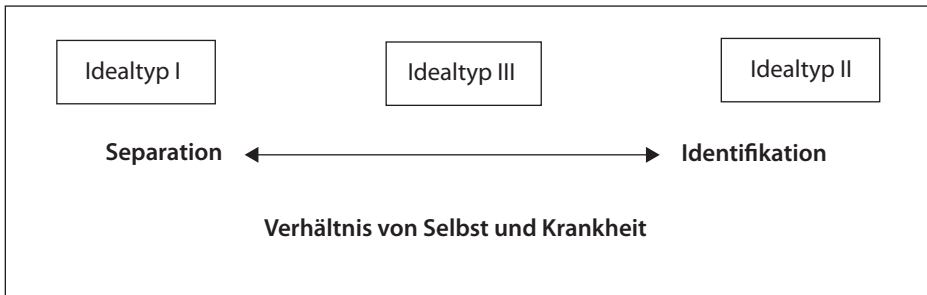 Idealtyp I
Idealtyp III
Idealtyp II
Separation
Identifikation
Verhältnis von Selbst und Krankheit